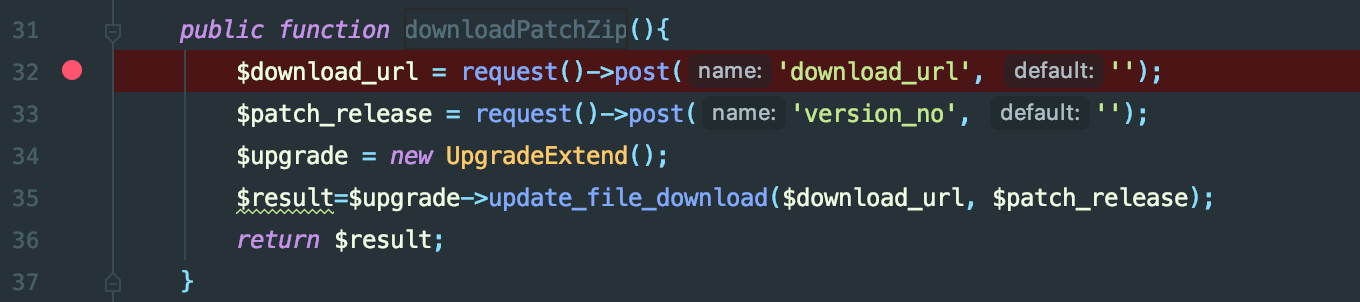 31 public function downloadPatchZip(){
32 $download_url = request()->post( name: 'download_url', default: '');
33 $patch_release = request()->post( name: 'version_no', default: '');
34 $upgrade = new UpgradeExtend();
35 $result=$upgrade->update_file_download($download_url, $patch_release);
36 return $result;
37 }